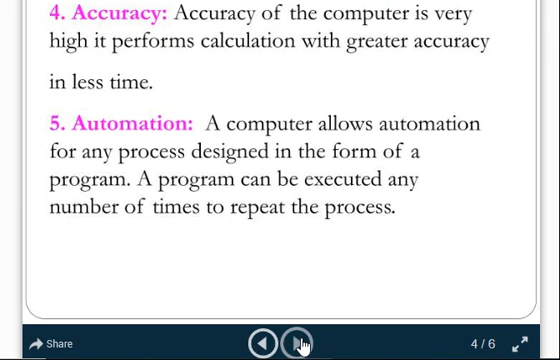 4. Accuracy: Accuracy of the computer is very
high it performs calculation with greater accuracy
in less time.
5. Automation: A computer allows automation
for any process designed in the form of a
program. A program can be executed any
number of times to repeat the process.
Share
4 / 6